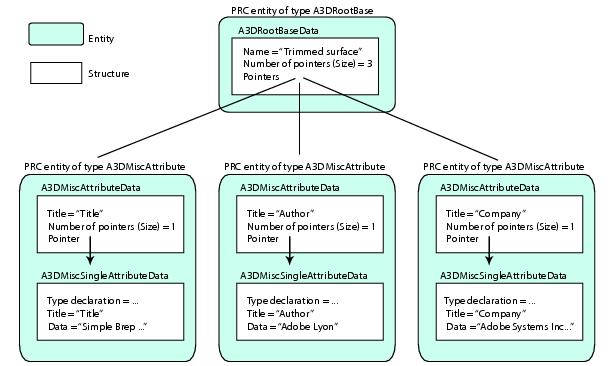 PRC entity of type A3DRootBase
Entity
Structure
A3DRootBaseData
Name = "Trimmed surface"
Number of pointers (Size) = 3
Pointers
PRC entity of type A3DMiscAttribute
A3DMiscAttributeData
Title = "Title"
Number of pointers (Size) = 1
Pointer
A3DMiscSingleAttributeData
Type declaration = ...
Title = "Title"
Data = "Simple Brep ..."
PRC entity of type A3DMiscAttribute
A3DMiscAttributeData
Title = "Author"
Number of pointers (Size) = 1
Pointer
A3DMiscSingleAttributeData
Type declaration = ...
Title = "Author"
Data = "Adobe Lyon"
PRC entity of type A3DMiscAttribute
A3DMiscAttributeData
Title = "Company"
Number of pointers (Size) = 1
Pointer
A3DMiscSingleAttributeData
Type declaration = ...
Title = "Company"
Data = "Adobe Systems Inc..."